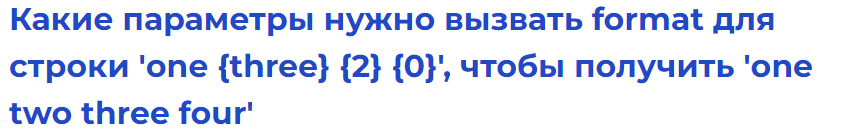 Какие параметры нужно вызвать format для
строки 'one {three} {2} {0}', чтобы получить 'one
two three four'